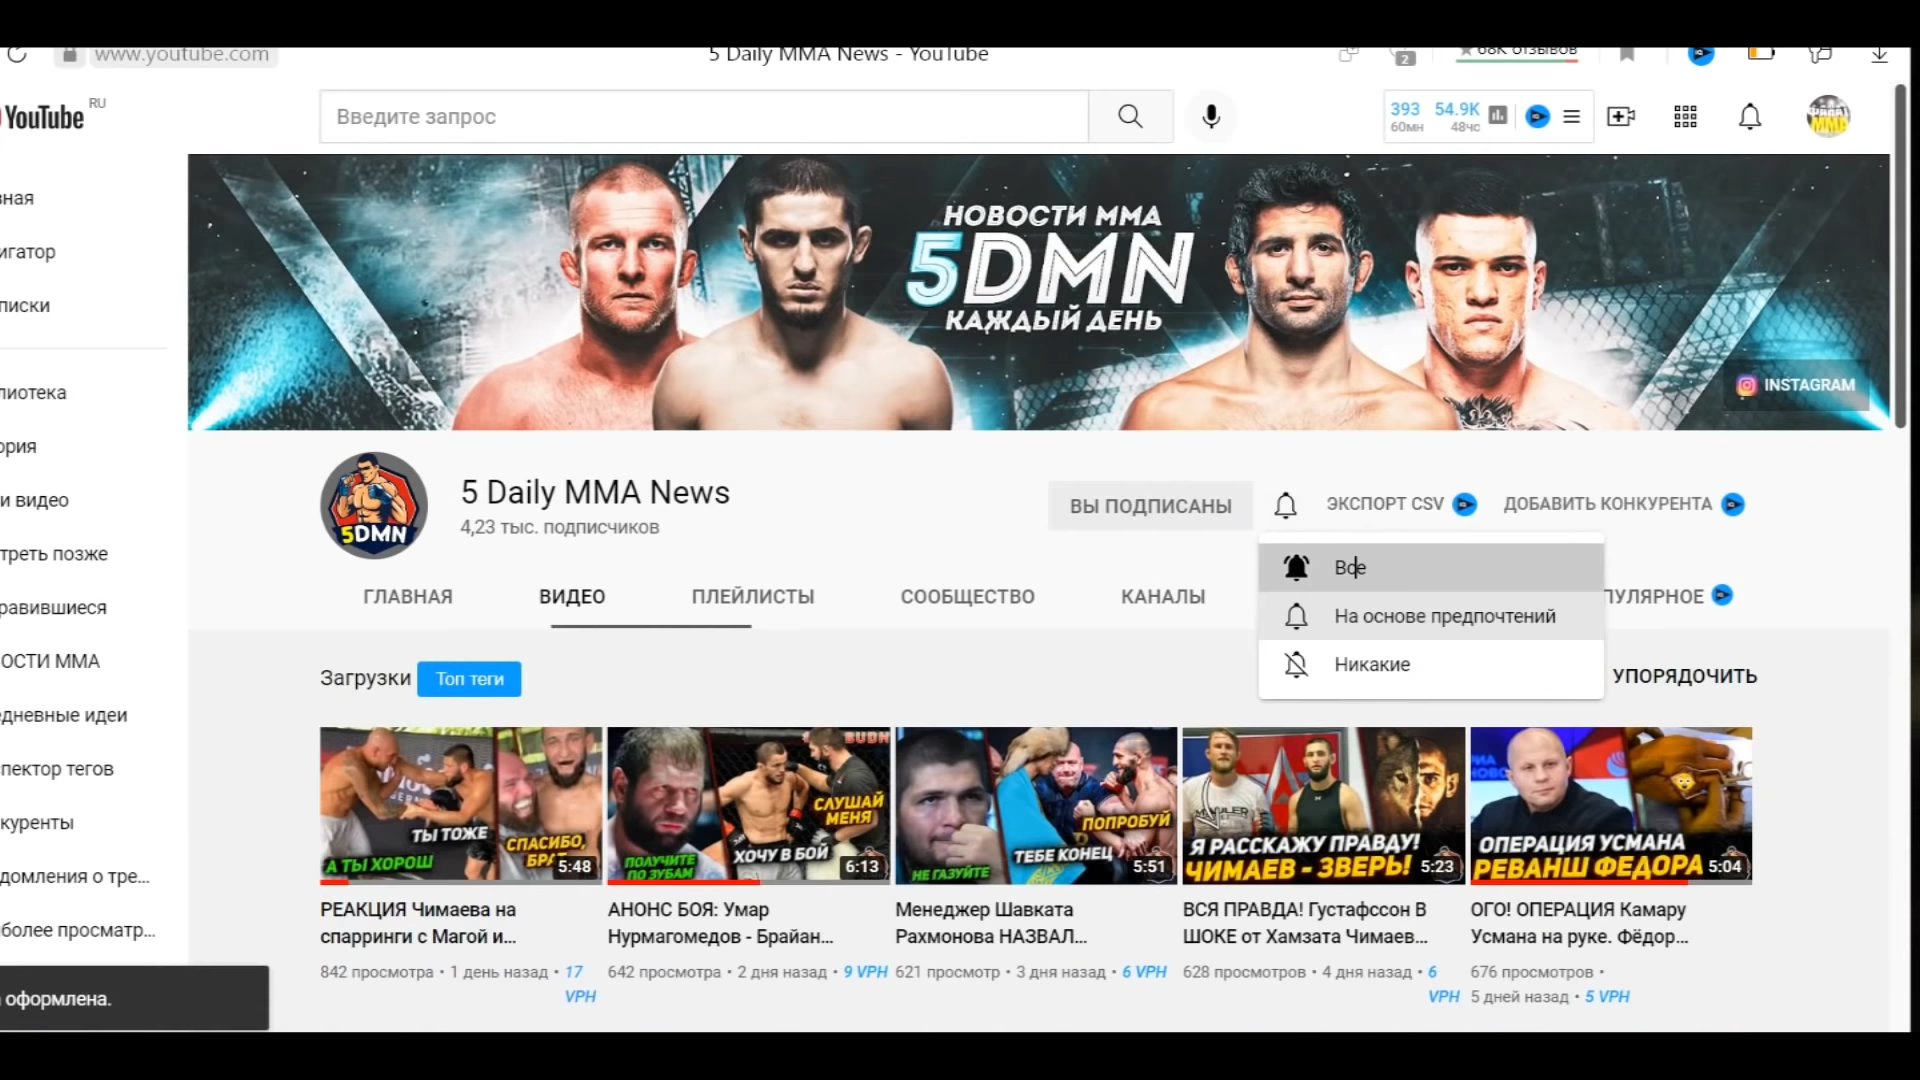 www.youtube.com
5 Daily MMA News - YouTube
2
68K отзывов
YouTube
RU
Введите запрос
393
60мн
54.9K
48чс
НОВОСТИ ММА
5DMN
КАЖДЫЙ ДЕНЬ
INSTAGRAM
вная
игатор
писки
лиотека
ория
и видео
треть позже
равившиеся
ОСТИ ММА
едневные идеи
пектор тегов
куренты
домления о тре...
более просматр...
оформлена.
5DMN
5 Daily MMA News
4,23 тыс. подписчиков
ВЫ ПОДПИСАНЫ
ЭКСПОРТ CSV
ДОБАВИТЬ КОНКУРЕНТА
Все
На основе предпочтений
Никакие
ГЛАВНАЯ
ВИДЕО
ПЛЕЙЛИСТЫ
СООБЩЕСТВО
КАНАЛЫ
ПУЛЯРНОЕ
Загрузки
Топ теги
УПОРЯДОЧИТЬ
ТЫ ТОЖЕ
А ТЫ ХОРОШ
СПАСИБО,
БРАТ
5:48
СЛУШАЙ
МЕНЯ
ХОЧУ В БОЙ
ПОЛУЧИТЕ
ПО ЗУБАМ
6:13
ПОПРОБУЙ
ТЕБЕ КОНЕЦ
НЕ ГАЗУЙТЕ
5:51
Я РАССКАЖУ ПРАВДУ!
ЧИМАЕВ - ЗВЕРЬ!
5:23
ОПЕРАЦИЯ УСМАНА
РЕВАНШ ФЕДОРА
5:04
РЕАКЦИЯ Чимаева на
спарринги с Магой и...
842 просмотра • 1 день назад • 17
VPH
АНОНС БОЯ: Умар
Нурмагомедов - Брайан...
642 просмотра • 2 дня назад • 9 VPH
Менеджер Шавката
Рахмонова НАЗВАЛ...
621 просмотр • 3 дня назад • 6 VPH
ВСЯ ПРАВДА! Густафссон В
ШОКЕ от Хамзата Чимаев...
628 просмотров • 4 дня назад • 6
VPH
ОГО! ОПЕРАЦИЯ Камару
Усмана на руке. Фёдор...
676 просмотров •
5 дней назад • 5 VPH